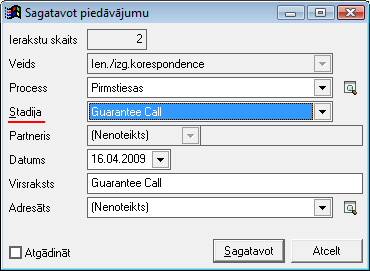 Sagatavot piedāvājumu
Ierakstu skaits 2
Veids Ien./izg.korespondence
Process Pirmstiesas
Stadija Guarantee Call
Partneris (Nenoteikts)
Datums 16.04.2009
Virsraksts Guarantee Call
Adresāts (Nenoteikts)
Atgādināt Sagatavot Atcelt